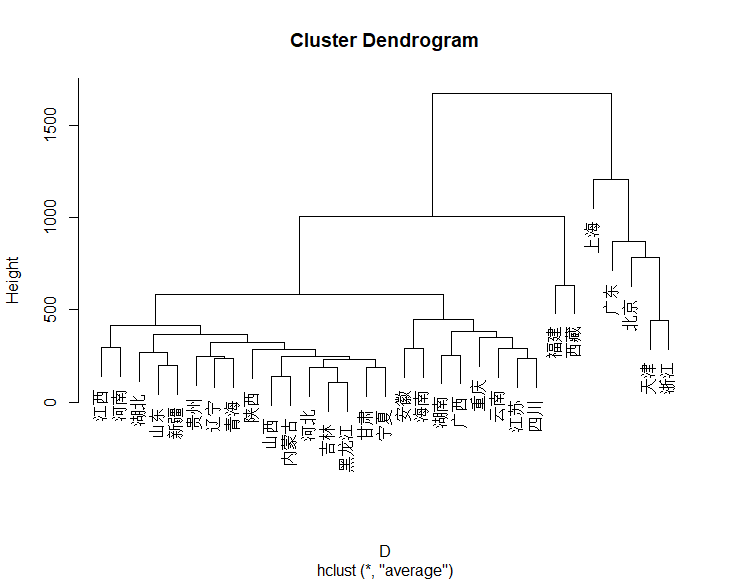 Cluster Dendrogram
Height
1500
1000
500
0
江西
河南
湖北
山东
新疆
贵州
辽宁
青海
陕西
山西
内蒙古
河北
吉林
黑龙江
甘肃
宁夏
安徽
海南
湖南
广西
重庆
云南
江苏
四川
福建
西藏
上海
广东
北京
天津
浙江
D
hclust (*, "average")